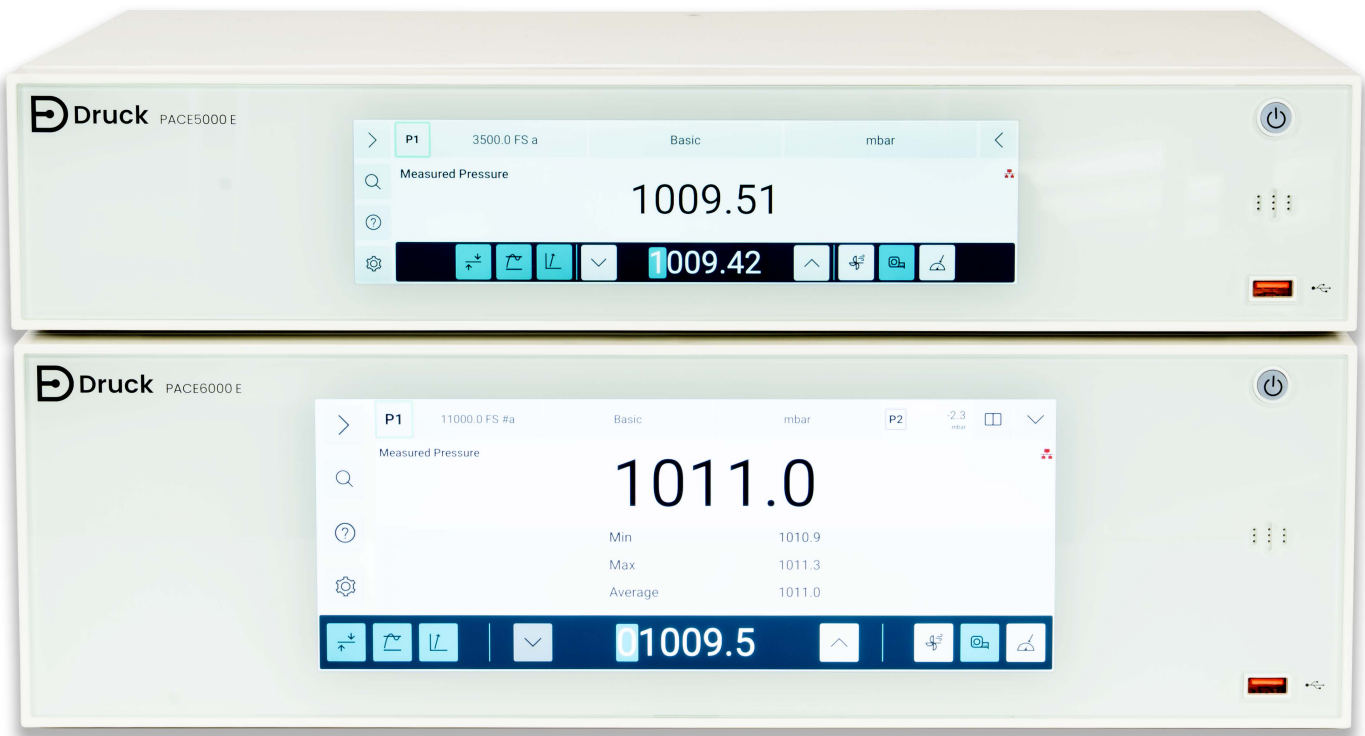 Druck PACE5000 E
P1 3500.0 FS a Basic mbar
Measured Pressure
1009.51
1009.42
Druck PACE6000 E
P1 11000.0 FS #a Basic mbar P2 -2.3
mbar
Measured Pressure
1011.0
Min 1010.9
Max 1011.3
Average 1011.0
01009.5